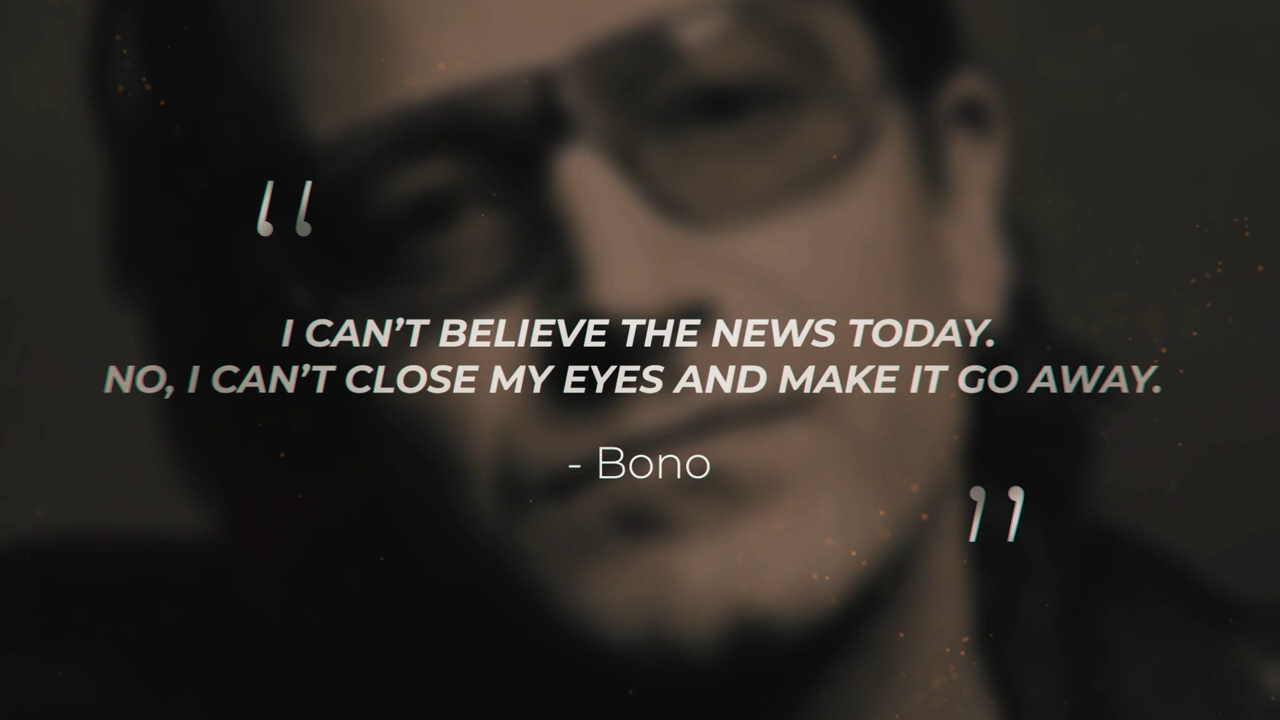 “
I CAN’T BELIEVE THE NEWS TODAY.
NO, I CAN’T CLOSE MY EYES AND MAKE IT GO AWAY.
- Bono
”